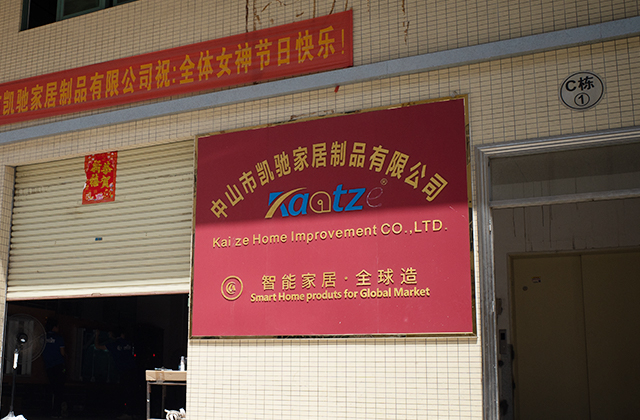 凯驰家居制品有限公司祝:全体女神节日快乐!
C栋
①
中山市凯驰家居制品有限公司
Kaatze®
Kai ze Home Improvement CO.,LTD.
智能家居·全球造
Smart Home produts for Global Market